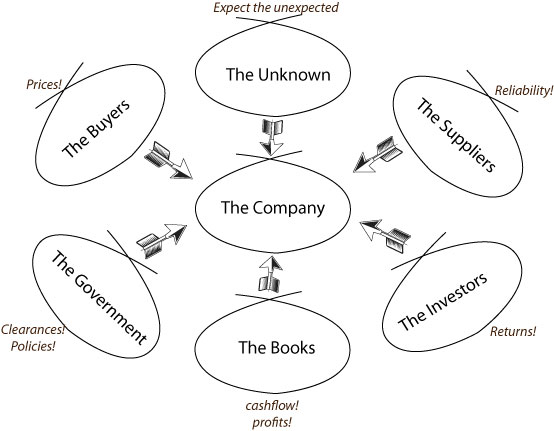 Expect the unexpected
The Unknown
Prices!
The Buyers
Reliability!
The Suppliers
The Company
The Government
Clearances!
Policies!
The Investors
Returns!
The Books
cashflow!
profits!